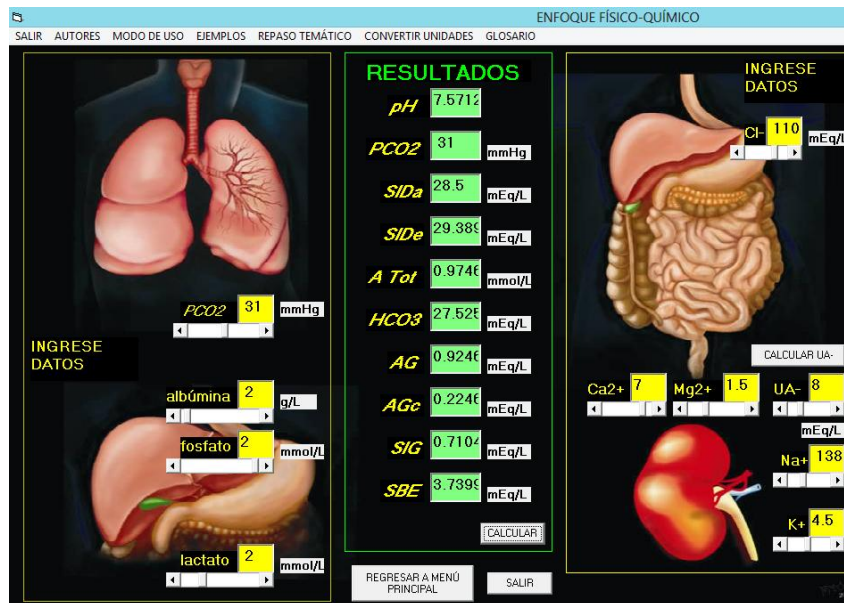 ENFOQUE FÍSICO-QUÍMICO
SALIR AUTORES MODO DE USO EJEMPLOS REPASO TEMÁTICO CONVERTIR UNIDADES GLOSARIO
PCO2 31 mmHg
INGRESE
DATOS
albúmina 2 g/L
fosfato 2 mmol/L
lactato 2 mmol/L
RESULTADOS
pH 7.5712
PCO2 31 mmHg
SIDa 28.5 mEq/L
SIDe 29.389 mEq/L
A Tot 0.9746 mmol/L
HCO3 27.525 mEq/L
AG 0.9246 mEq/L
AGc 0.2246 mEq/L
SIG 0.7104 mEq/L
SBE 3.7399 mEq/L
CALCULAR
REGRESAR A MENÚ
PRINCIPAL
SALIR
INGRESE
DATOS
Cl- 110 mEq/L
CALCULAR UA-
Ca2+ 7 Mg2+ 1.5 UA- 8
mEq/L
Na+ 138
K+ 4.5